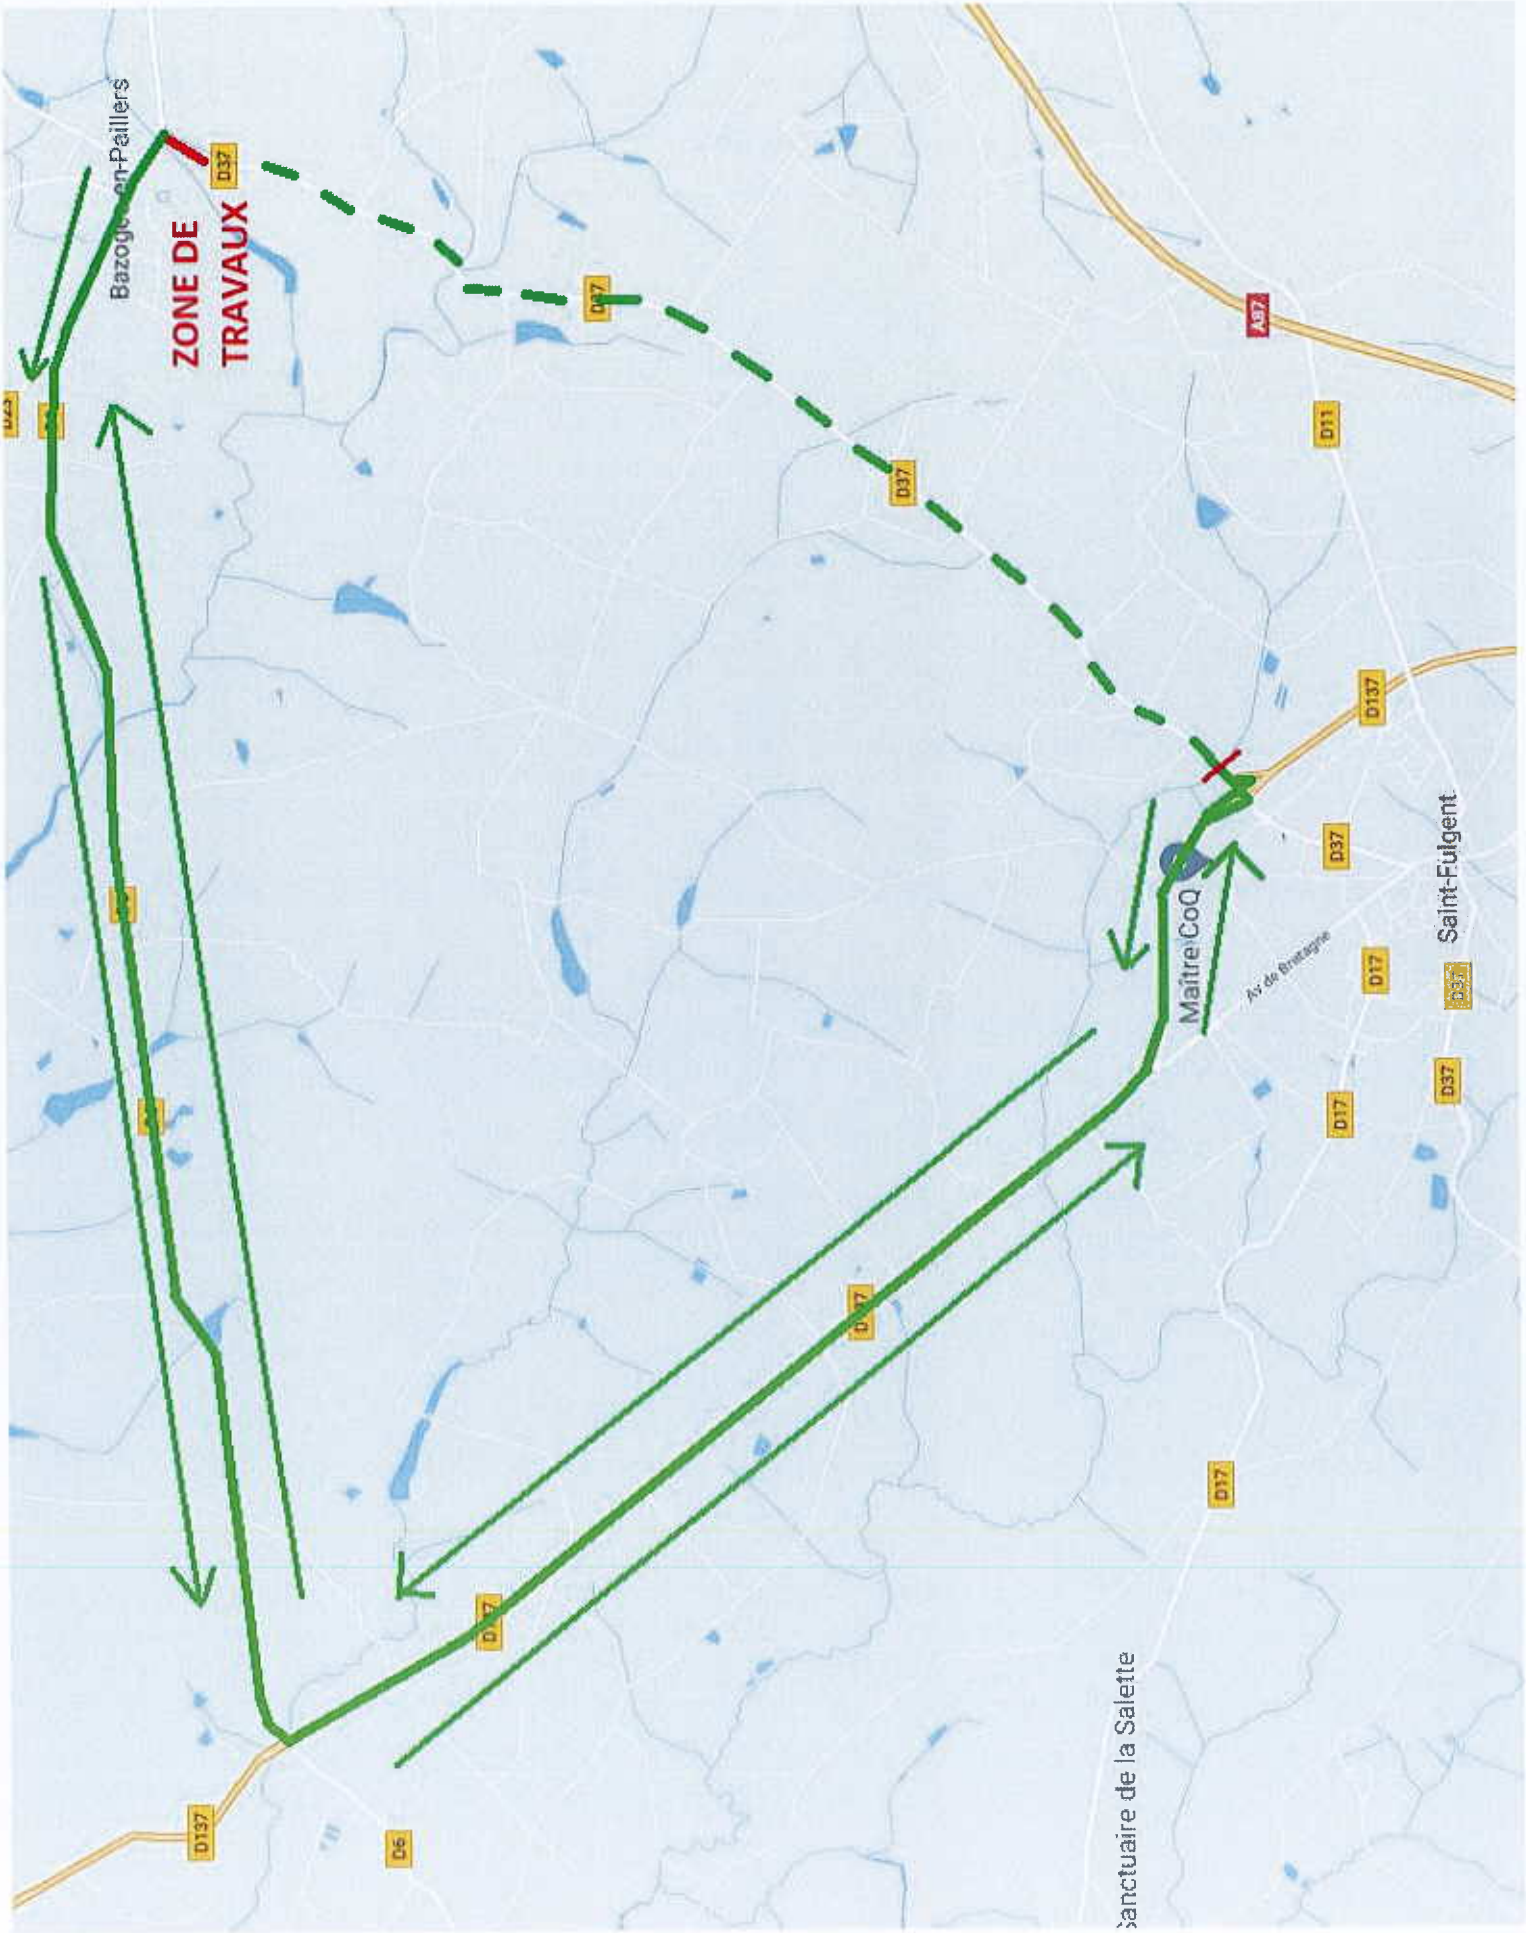 Bazoges-en-Paillers
ZONE DE
TRAVAUX
D37
D23
D37
D37
A87
D11
D137
D37
Saint-Fulgent
Maître CoQ
Av de Bretagne
D17
D37
D37
D17
D17
D137
D6
Sanctuaire de la Salette